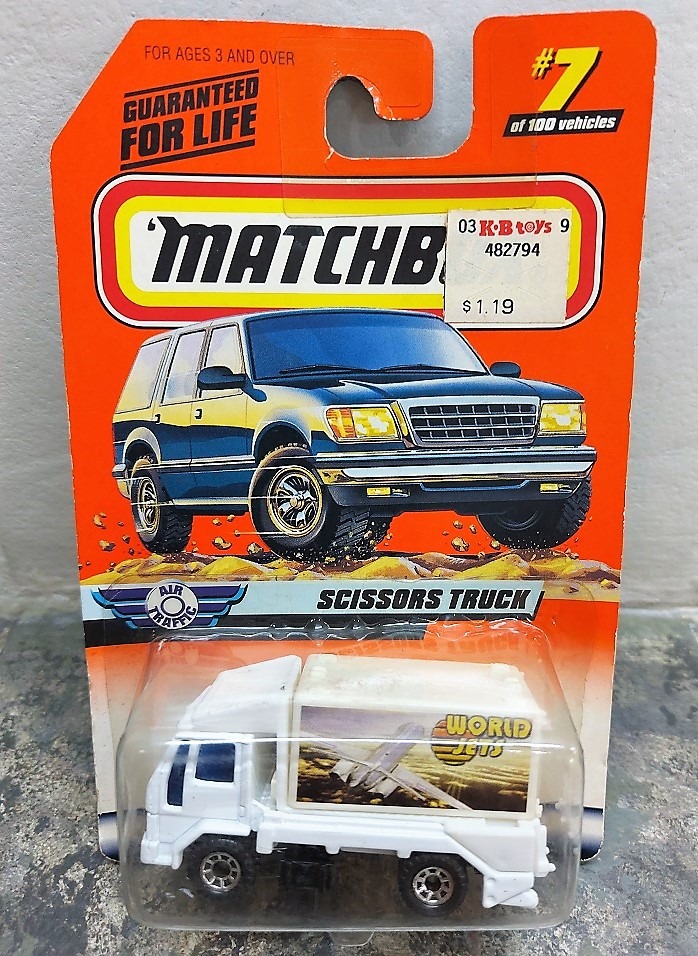 FOR AGES 3 AND OVER
GUARANTEED
FOR LIFE
#7
of 100 vehicles
'MATCHB
03 K·B toys 9
482794
$1.19
AIR
TRAFFIC
SCISSORS TRUCK
WORLD
JETS